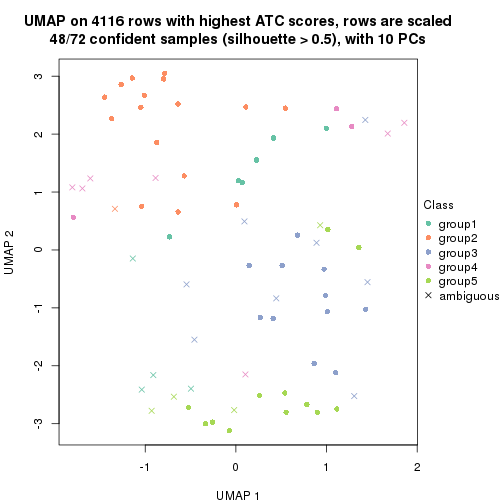 UMAP on 4116 rows with highest ATC scores, rows are scaled
48/72 confident samples (silhouette > 0.5), with 10 PCs
3
2
1
0
-1
-2
-3
UMAP 2
-1
0
1
2
UMAP 1
Class
group1
group2
group3
group4
group5
ambiguous